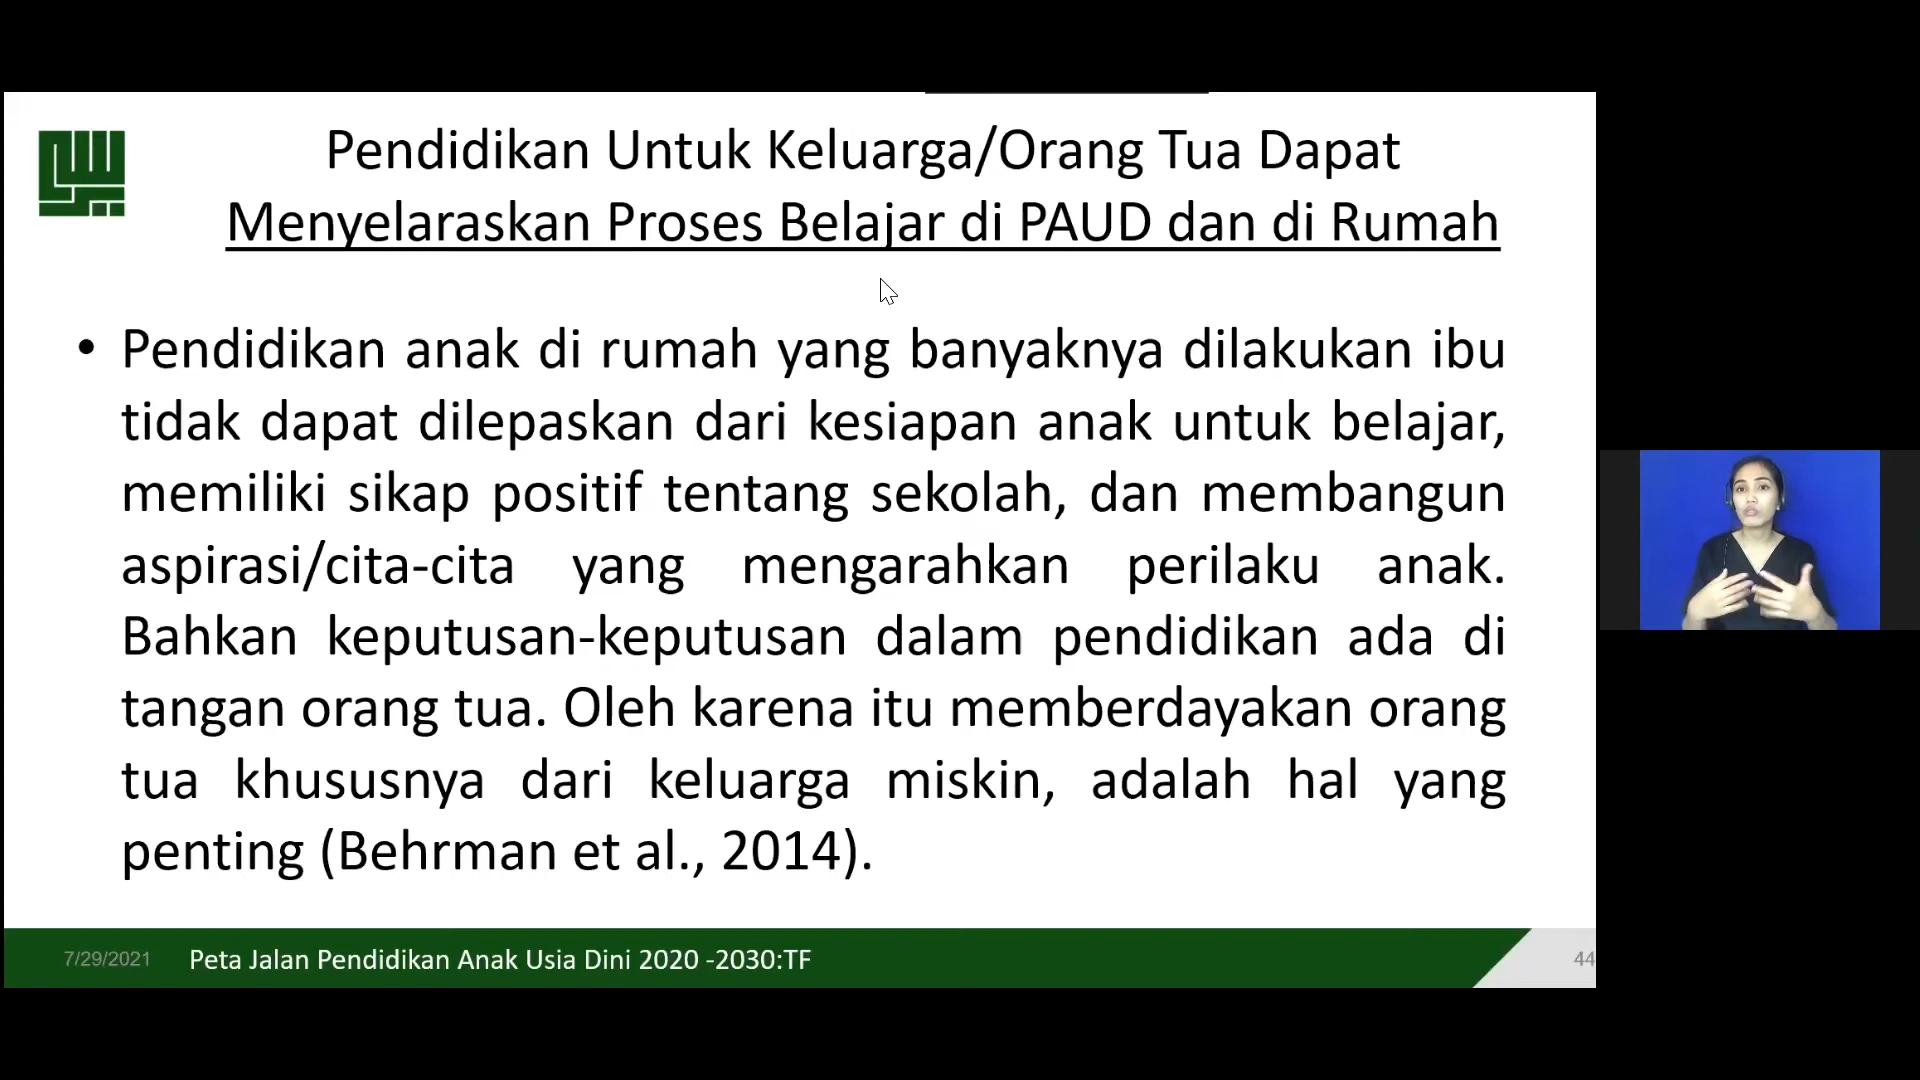 Pendidikan Untuk Keluarga/Orang Tua Dapat
Menyelaraskan Proses Belajar di PAUD dan di Rumah
• Pendidikan anak di rumah yang banyaknya dilakukan ibu
tidak dapat dilepaskan dari kesiapan anak untuk belajar,
memiliki sikap positif tentang sekolah, dan membangun
aspirasi/cita-cita yang mengarahkan perilaku anak.
Bahkan keputusan-keputusan dalam pendidikan ada di
tangan orang tua. Oleh karena itu memberdayakan orang
tua khususnya dari keluarga miskin, adalah hal yang
penting (Behrman et al., 2014).
7/29/2021 Peta Jalan Pendidikan Anak Usia Dini 2020 -2030:TF 44